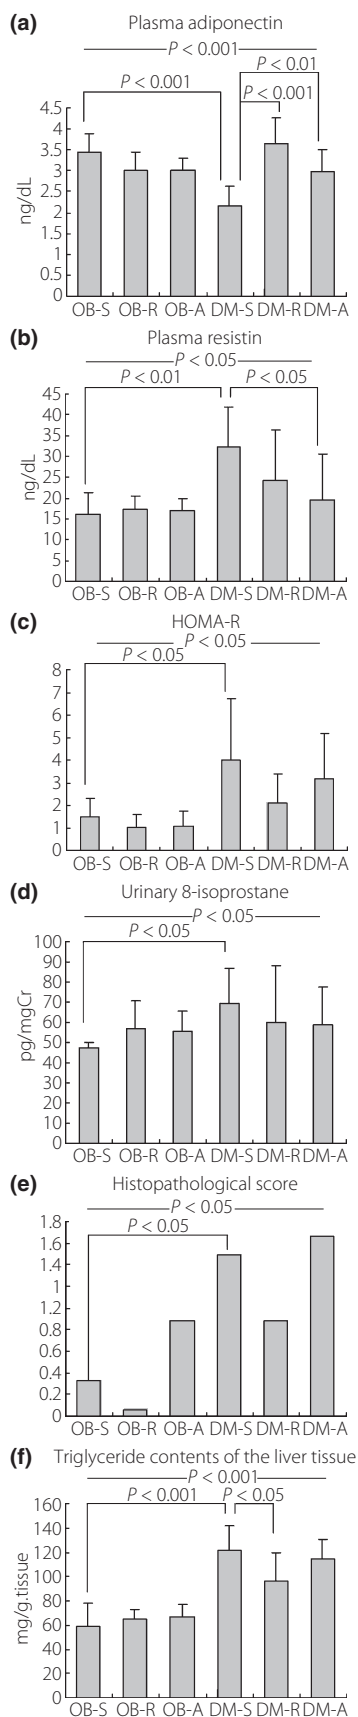 (a) Plasma adiponectin
P < 0.001
P < 0.01
P < 0.001
P < 0.001
4.5
4
3.5
3
2.5
2
1.5
1
0.5
0
ng/dL
OB-S OB-R OB-A DM-S DM-R DM-A
(b) Plasma resistin
P < 0.05
P < 0.01 P < 0.05
45
40
35
30
25
20
15
10
5
0
ng/dL
OB-S OB-R OB-A DM-S DM-R DM-A
(c) HOMA-R
P < 0.05
P < 0.05
8
7
6
5
4
3
2
1
0
OB-S OB-R OB-A DM-S DM-R DM-A
(d) Urinary 8-isoprostane
P < 0.05
P < 0.05
100
90
80
70
60
50
40
30
20
10
0
pg/mgCr
OB-S OB-R OB-A DM-S DM-R DM-A
(e) Histopathological score
P < 0.05
P < 0.05
1.8
1.6
1.4
1.2
1
0.8
0.6
0.4
0.2
0
OB-S OB-R OB-A DM-S DM-R DM-A
(f) Triglyceride contents of the liver tissue
P < 0.001
P < 0.001 P < 0.05
160
140
120
100
80
60
40
20
0
mg/g.tissue
OB-S OB-R OB-A DM-S DM-R DM-A